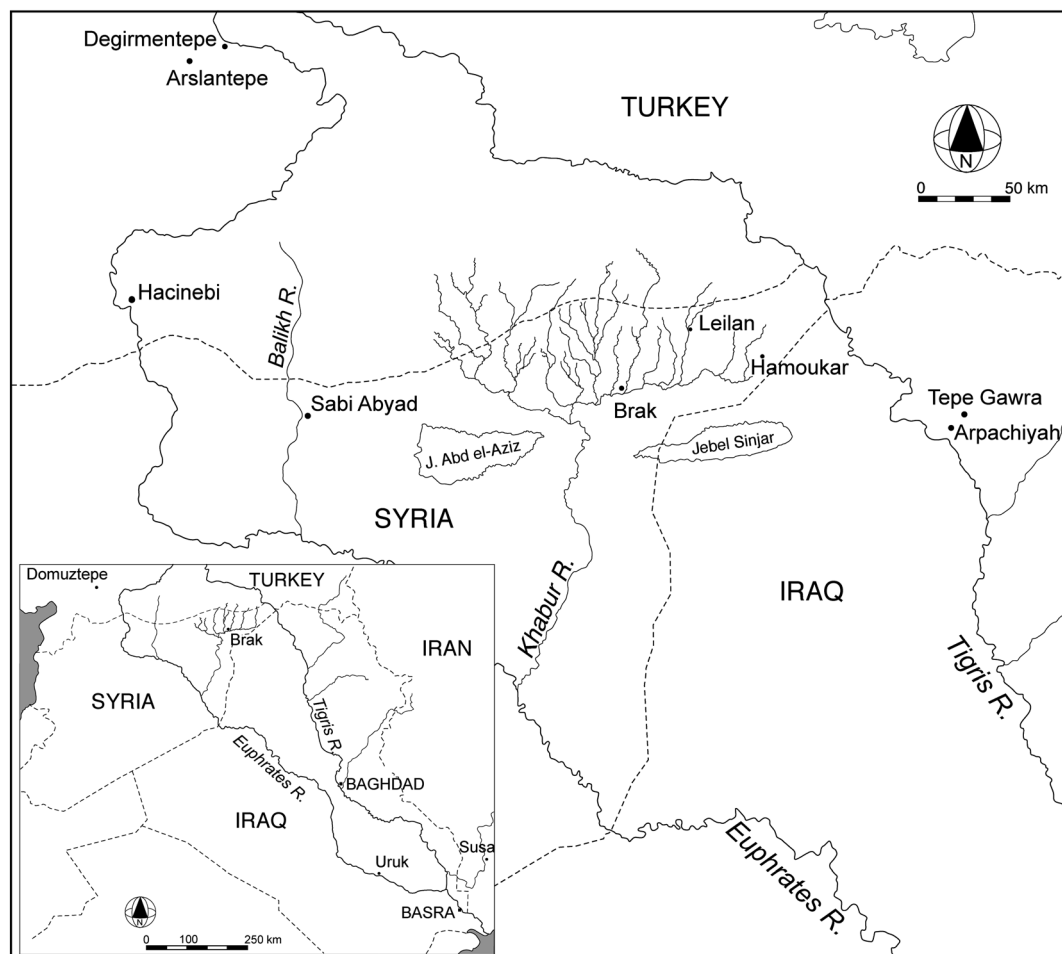 Degirmentepe
Arslantepe
TURKEY
N
0 50 km
Hacinebi
Balikh R.
Leilan
Hamoukar
Brak
Tepe Gawra
Arpachiyah
Sabi Abyad
J. Abd el-Aziz
Jebel Sinjar
SYRIA
Khabur R.
IRAQ
Tigris R.
Euphrates R.
Domuztepe
TURKEY
Brak
IRAN
SYRIA
Tigris R.
Euphrates R.
BAGHDAD
IRAQ
Susa
Uruk
BASRA
N
0 100 250 km